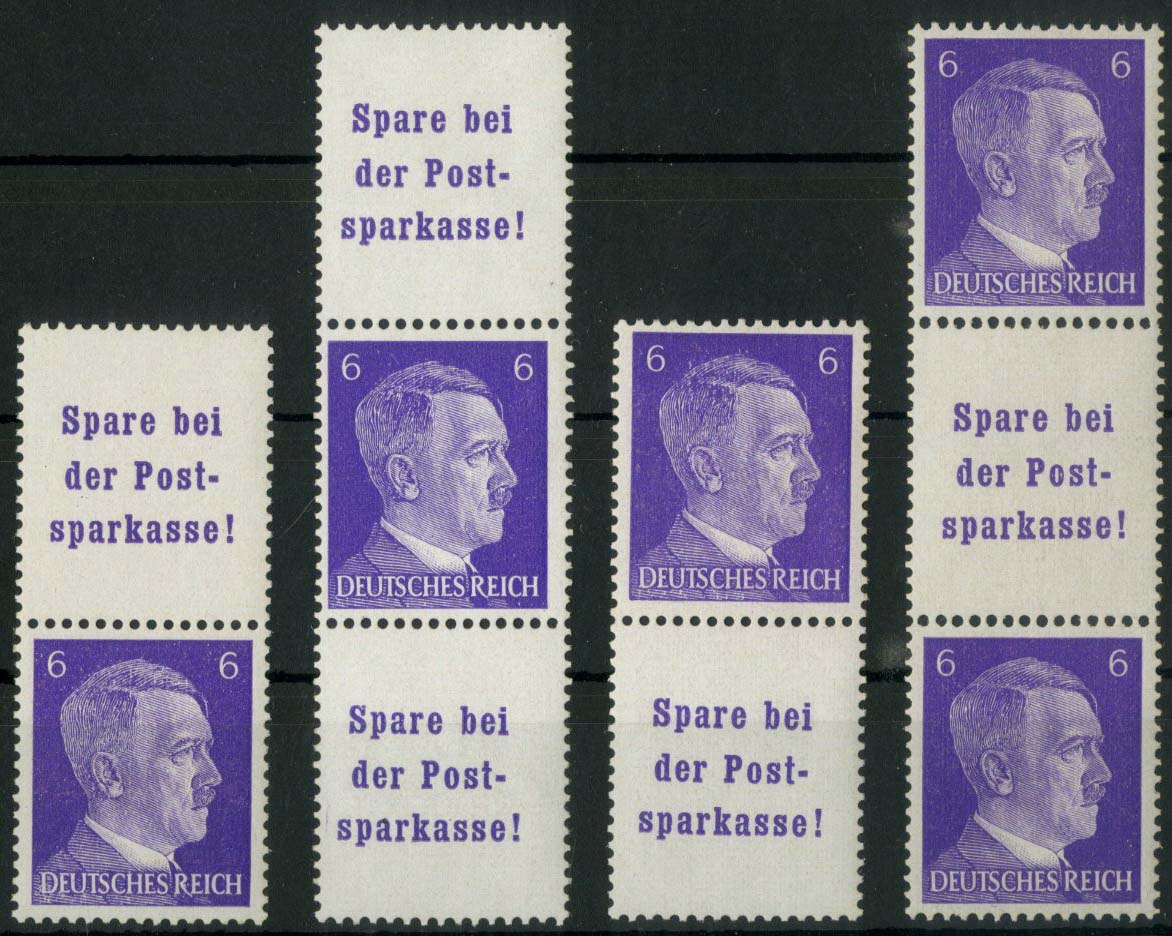 Spare bei
der Post-
sparkasse!
6 6
DEUTSCHES REICH
Spare bei
der Post-
sparkasse!
6 6
DEUTSCHES REICH
Spare bei
der Post-
sparkasse!
6 6
DEUTSCHES REICH
Spare bei
der Post-
sparkasse!
6 6
DEUTSCHES REICH
Spare bei
der Post-
sparkasse!
6 6
DEUTSCHES REICH